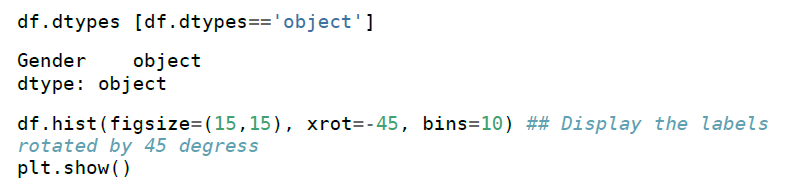 df.dtypes [df.dtypes=='object']
Gender    object
dtype: object
df.hist(figsize=(15,15), xrot=-45, bins=10) ## Display the labels
rotated by 45 degress
plt.show()